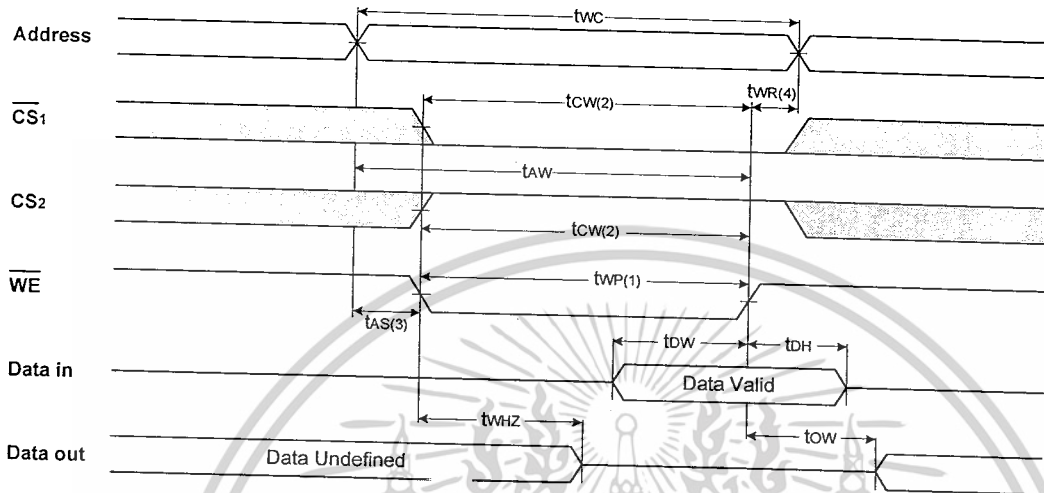 tWC
Address
tCW(2)
tWR(4)
CS1
tAW
CS2
tCW(2)
WE
tWP(1)
tAS(3)
tDW
tDH
Data in
Data Valid
tWHZ
tOW
Data out
Data Undefined